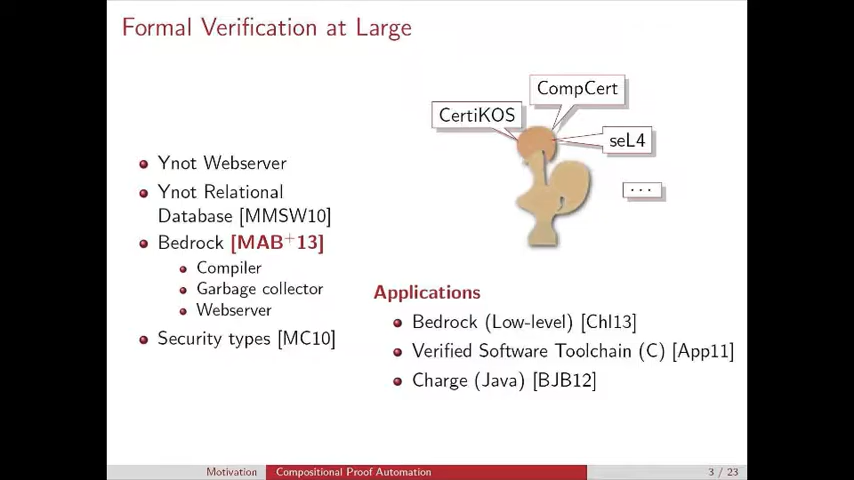 Formal Verification at Large
CompCert
CertiKOS
seL4
...
Ynot Webserver
Ynot Relational
Database [MMSW10]
Bedrock [MAB+13]
Compiler
Garbage collector
Webserver
Security types [MC10]
Applications
Bedrock (Low-level) [Chl13]
Verified Software Toolchain (C) [App11]
Charge (Java) [BJB12]
Motivation
Compositional Proof Automation
3 / 23